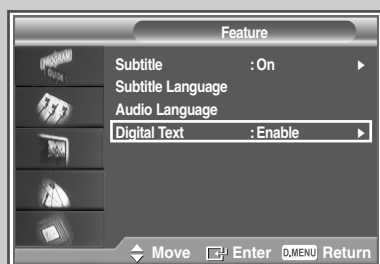 Feature
PROGRAM
GUIDE
Subtitle : On
Subtitle Language
Audio Language
Digital Text : Enable
Move Enter D.MENU Return